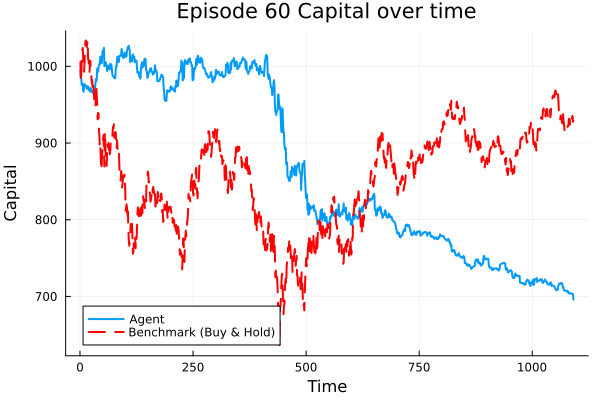 Episode 60 Capital over time
Capital
1000
900
800
700
Agent
Benchmark (Buy & Hold)
0
250
500
750
1000
Time